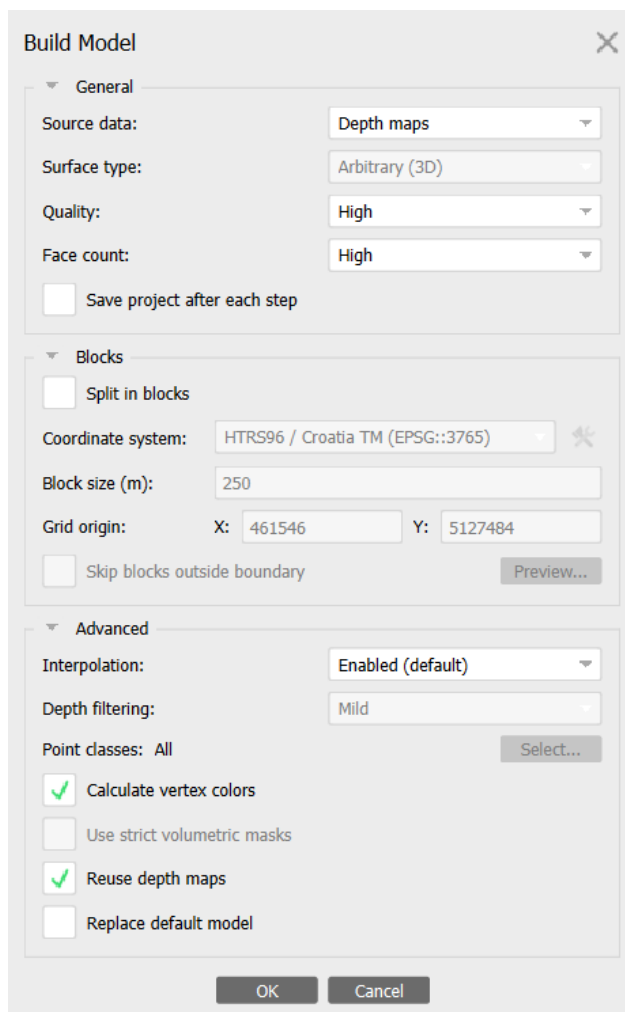 Build Model
General
Source data: Depth maps
Surface type: Arbitrary (3D)
Quality: High
Face count: High
Save project after each step
Blocks
Split in blocks
Coordinate system: HTRS96 / Croatia TM (EPSG::3765)
Block size (m): 250
Grid origin: X: 461546 Y: 5127484
Skip blocks outside boundary Preview...
Advanced
Interpolation: Enabled (default)
Depth filtering: Mild
Point classes: All Select...
Calculate vertex colors
Use strict volumetric masks
Reuse depth maps
Replace default model
OK Cancel